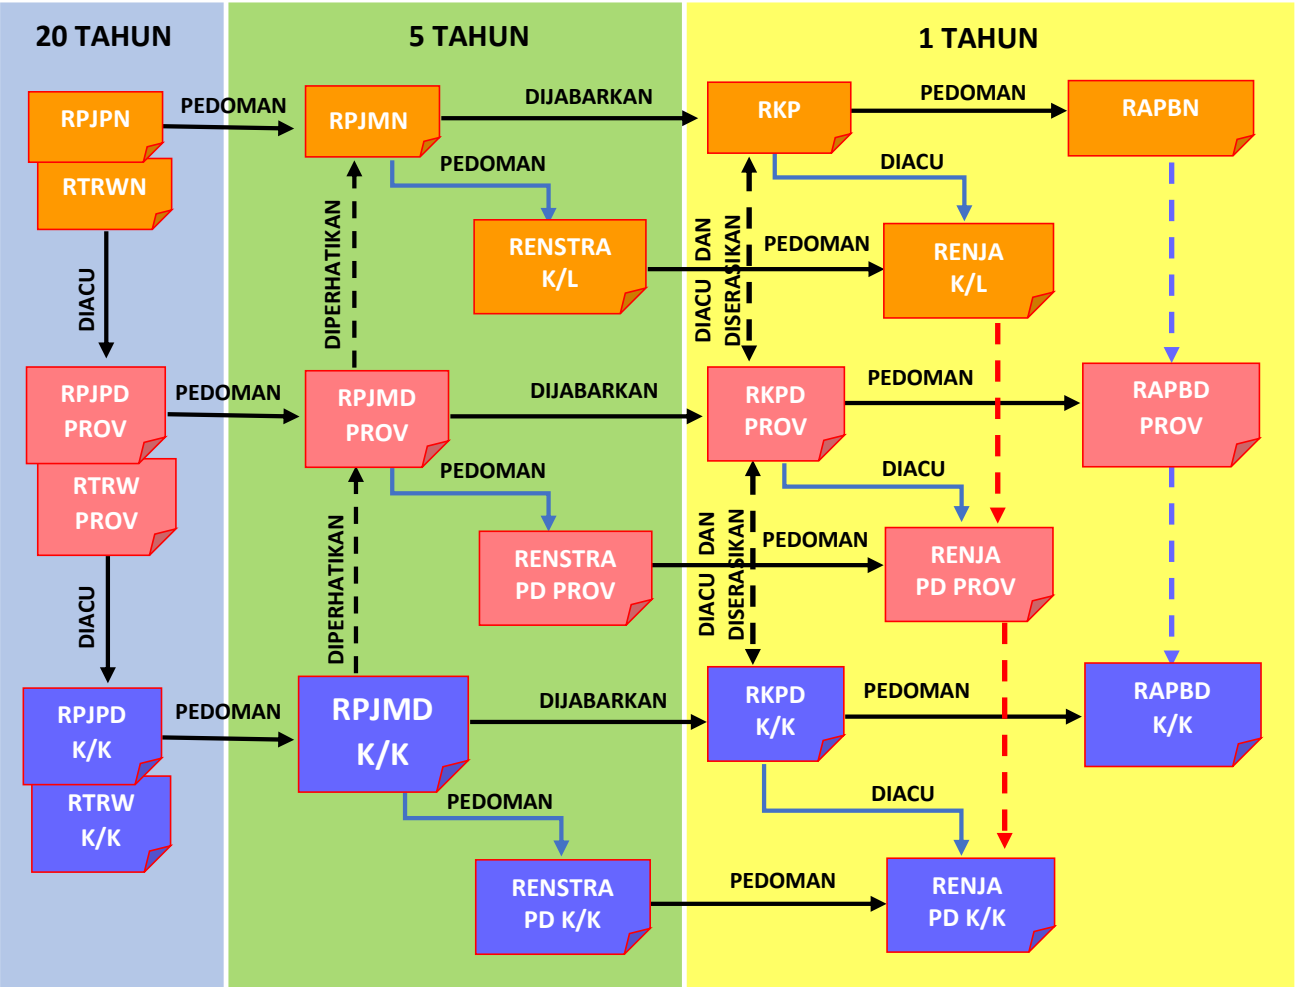 20 TAHUN
5 TAHUN
1 TAHUN
RPJPN
PEDOMAN
RPJMN
DIJABARKAN
RKP
PEDOMAN
RAPBN
RTRWN
PEDOMAN
DIACU
RENSTRA
K/L
PEDOMAN
RENJA
K/L
DIACU
DIPERHATIKAN
DIACU DAN
DISERASIKAN
RPJPD
PROV
PEDOMAN
RPJMD
PROV
DIJABARKAN
RKPD
PROV
PEDOMAN
RAPBD
PROV
RTRW
PROV
PEDOMAN
DIACU
RENSTRA
PD PROV
PEDOMAN
RENJA
PD PROV
DIACU
DIPERHATIKAN
DIACU DAN
DISERASIKAN
RPJPD
K/K
PEDOMAN
RPJMD
K/K
DIJABARKAN
RKPD
K/K
PEDOMAN
RAPBD
K/K
RTRW
K/K
PEDOMAN
DIACU
RENSTRA
PD K/K
PEDOMAN
RENJA
PD K/K